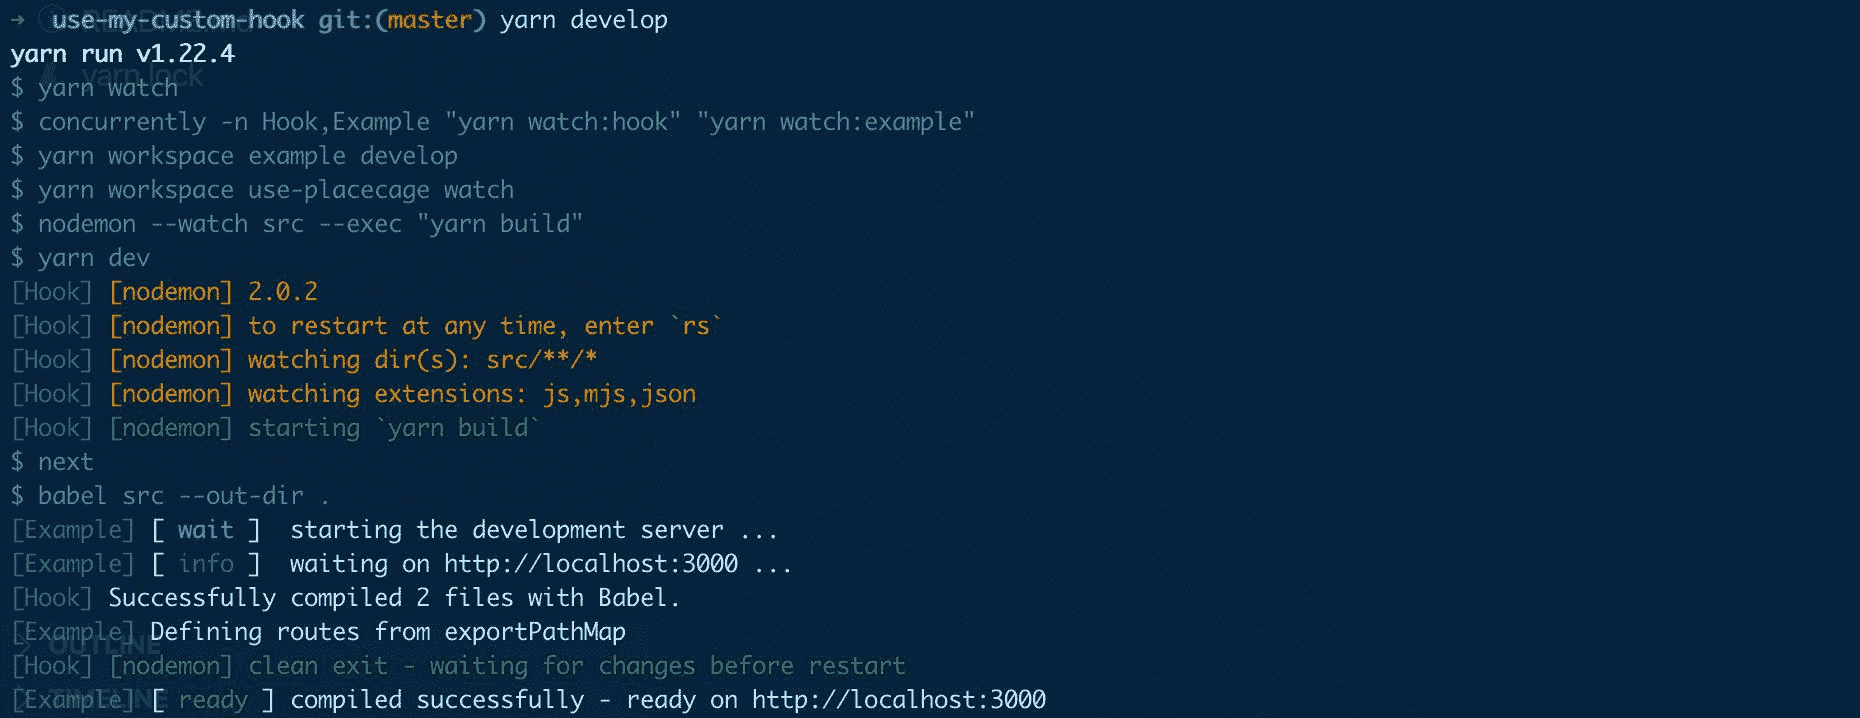 → use-my-custom-hook git:(master) yarn develop
README.md
yarn run v1.22.4
yarn.lock
$ yarn watch
$ concurrently -n Hook,Example "yarn watch:hook" "yarn watch:example"
$ yarn workspace example develop
$ yarn workspace use-placecage watch
$ nodemon --watch src --exec "yarn build"
$ yarn dev
[Hook] [nodemon] 2.0.2
[Hook] [nodemon] to restart at any time, enter `rs`
[Hook] [nodemon] watching dir(s): src/**/*
[Hook] [nodemon] watching extensions: js,mjs,json
[Hook] [nodemon] starting `yarn build`
$ next
$ babel src --out-dir .
[Example] [ wait ]  starting the development server ...
[Example] [ info ]  waiting on http://localhost:3000 ...
[Hook] Successfully compiled 2 files with Babel.
[Example] Defining routes from exportPathMap
> OUTLINE
[Hook] [nodemon] clean exit - waiting for changes before restart
[Example] [ ready ] compiled successfully - ready on http://localhost:3000
> TIMELINE